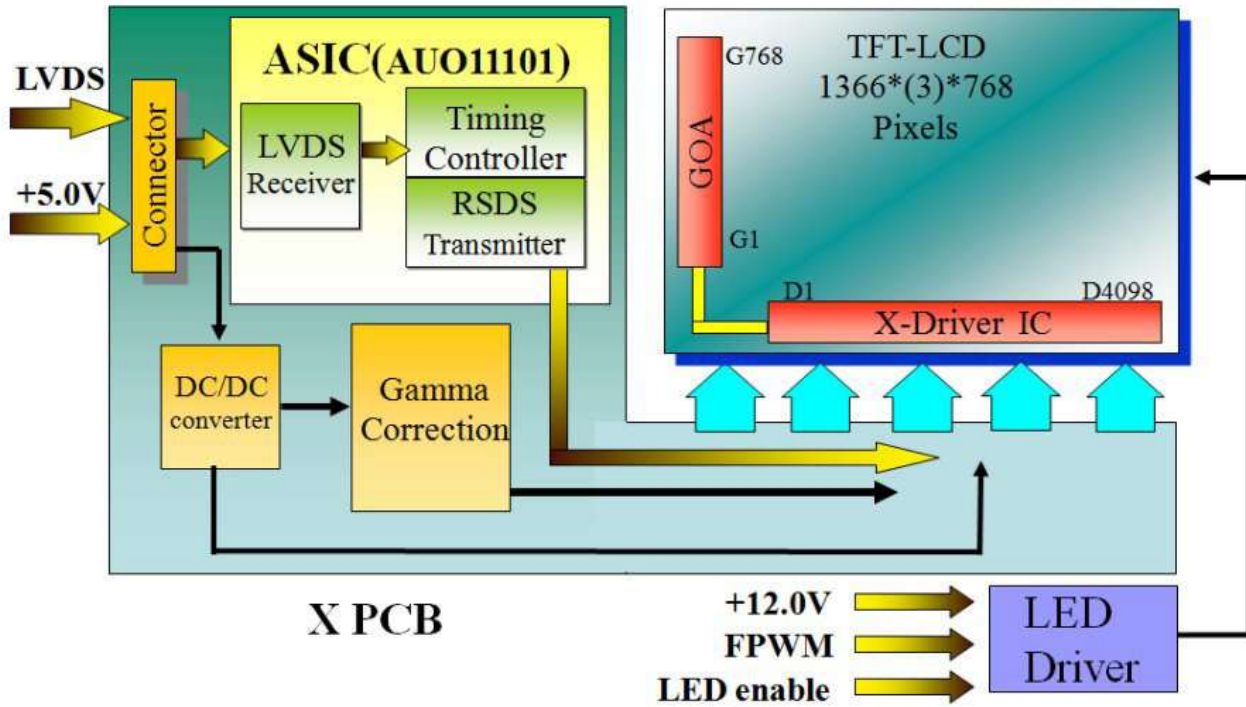 LVDS
+5.0V
Connector
ASIC(AUO11101)
LVDS
Receiver
Timing
Controller
RSDS
Transmitter
DC/DC
converter
Gamma
Correction
X PCB
TFT-LCD
1366*(3)*768
Pixels
G768
GOA
G1
D1
D4098
X-Driver IC
+12.0V
FPWM
LED enable
LED
Driver